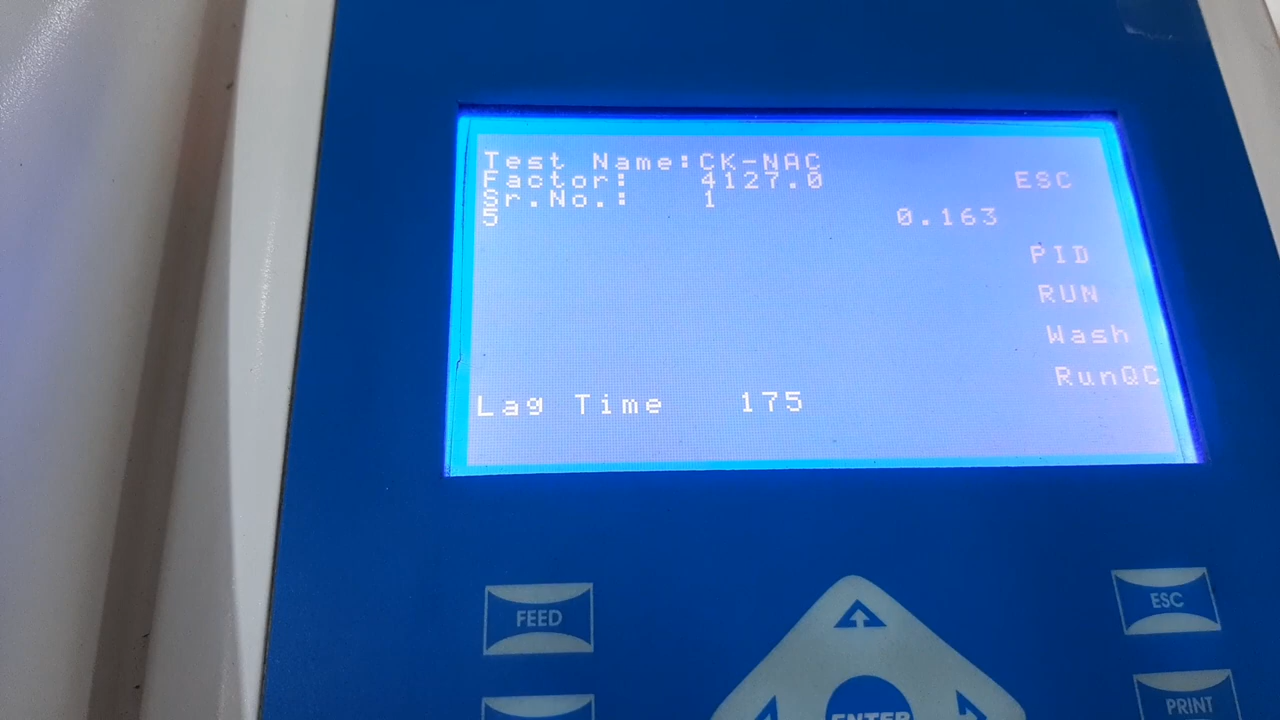 Test Name:CK-NAC
Factor: 4127.0
ESC
Sr.No.: 1
5 0.163
PID
RUN
Wash
RunQC
Lag Time 175
FEED
ESC
ENTER
PRINT